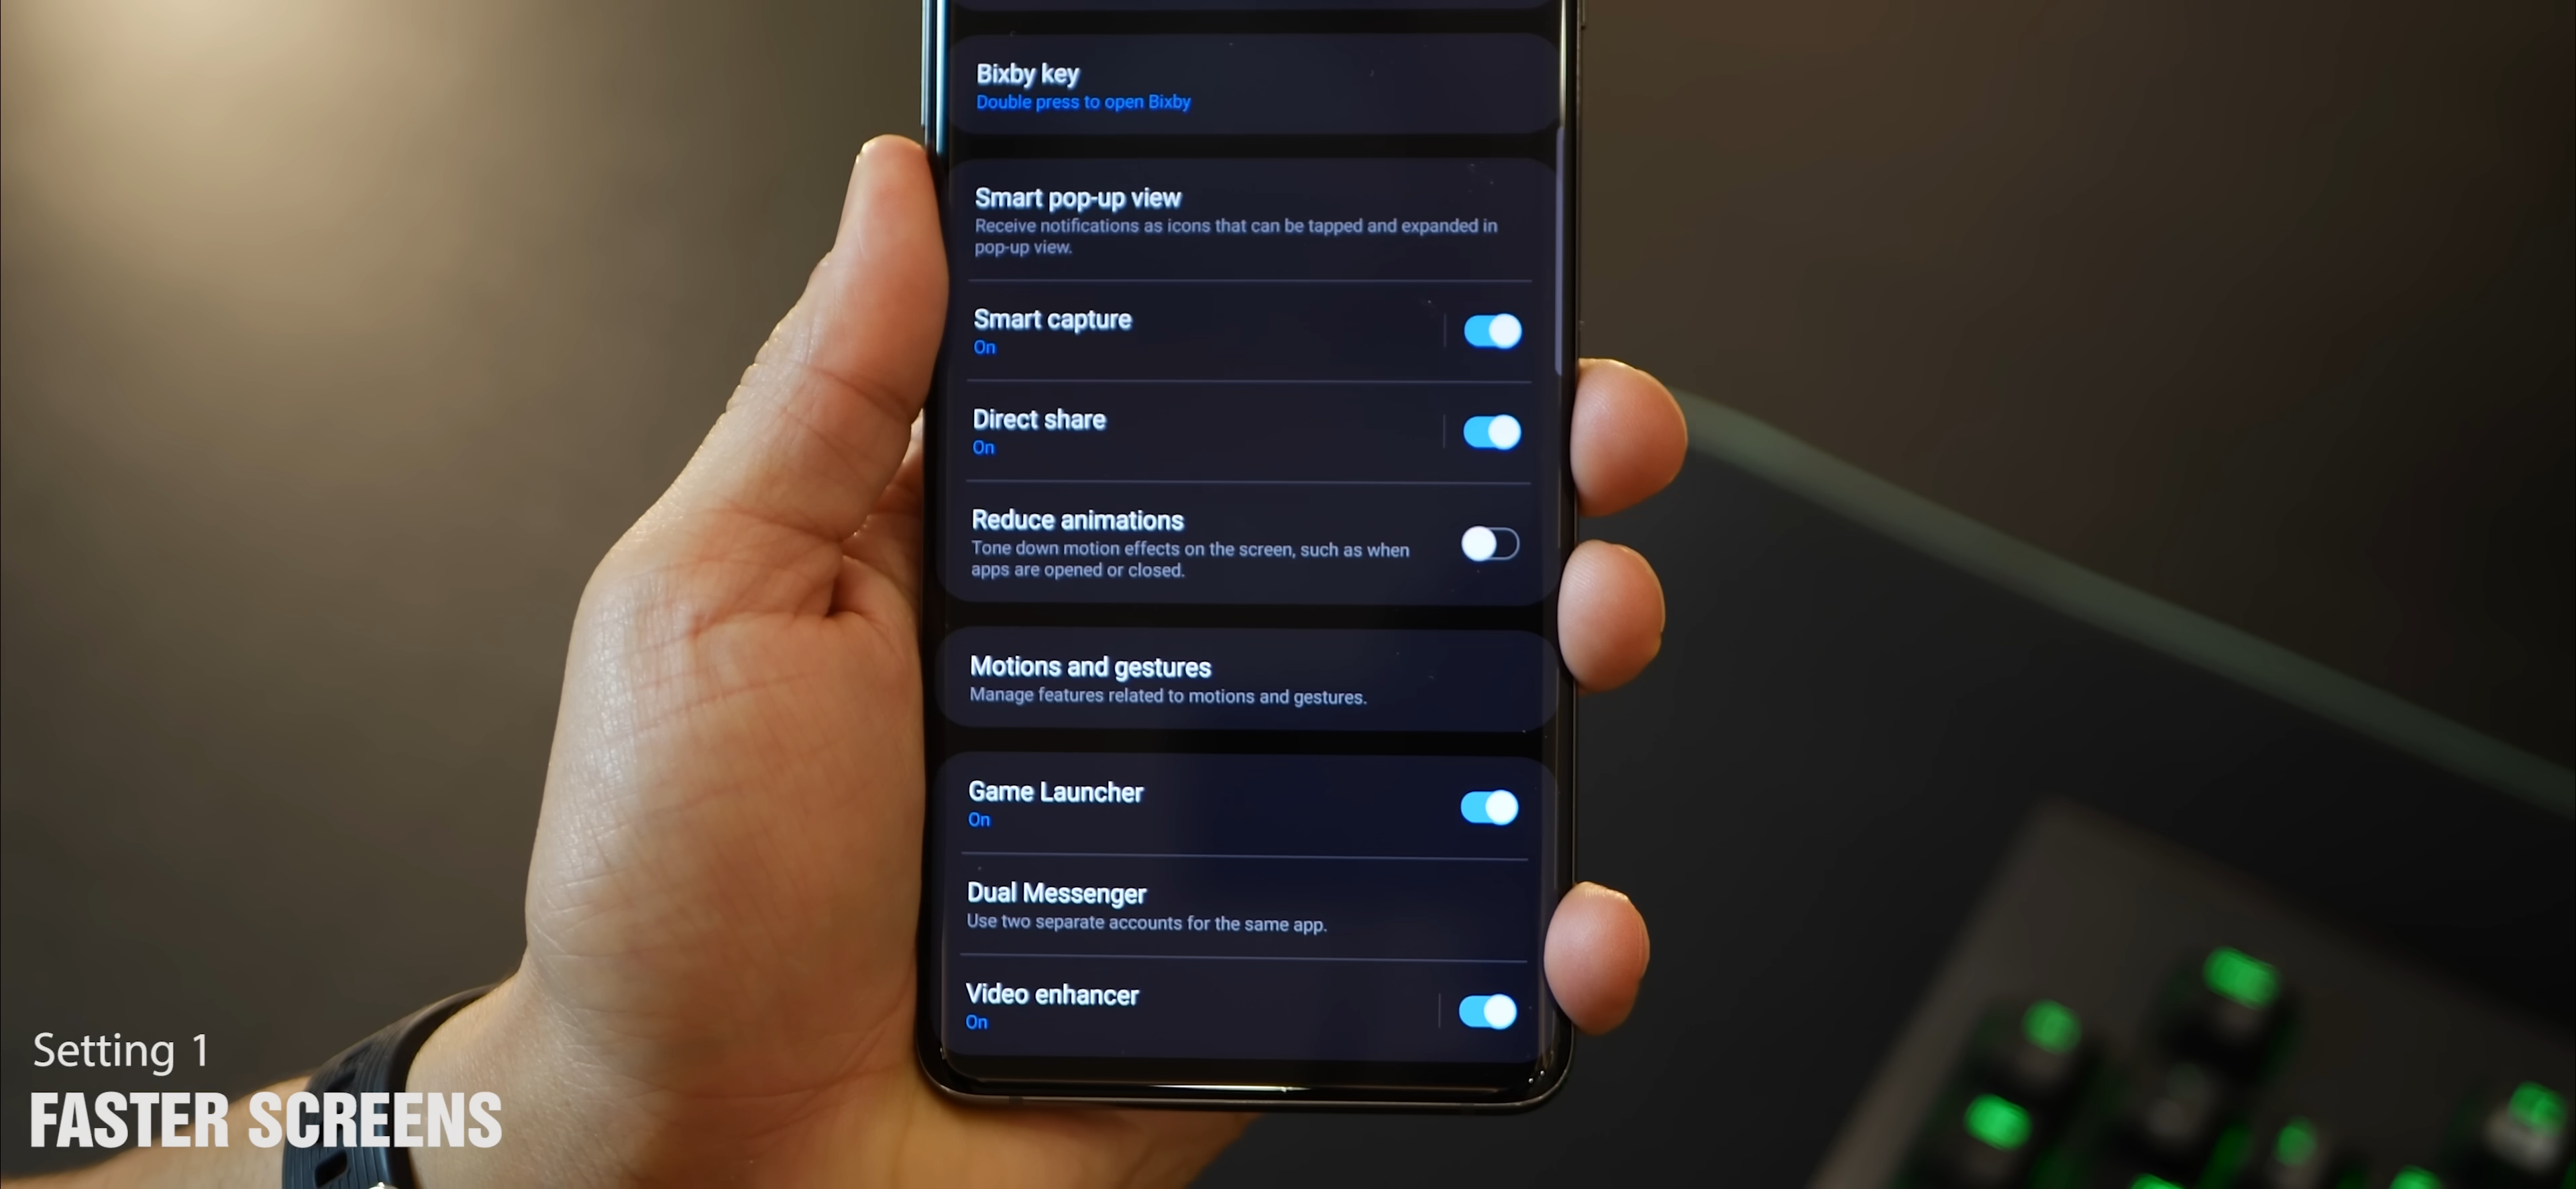 Bixby key
Double press to open Bixby
Smart pop-up view
Receive notifications as icons that can be tapped and expanded in
pop-up view.
Smart capture
On
Direct share
On
Reduce animations
Tone down motion effects on the screen, such as when
apps are opened or closed.
Motions and gestures
Manage features related to motions and gestures.
Game Launcher
On
Dual Messenger
Use two separate accounts for the same app.
Video enhancer
On
Setting 1
FASTER SCREENS